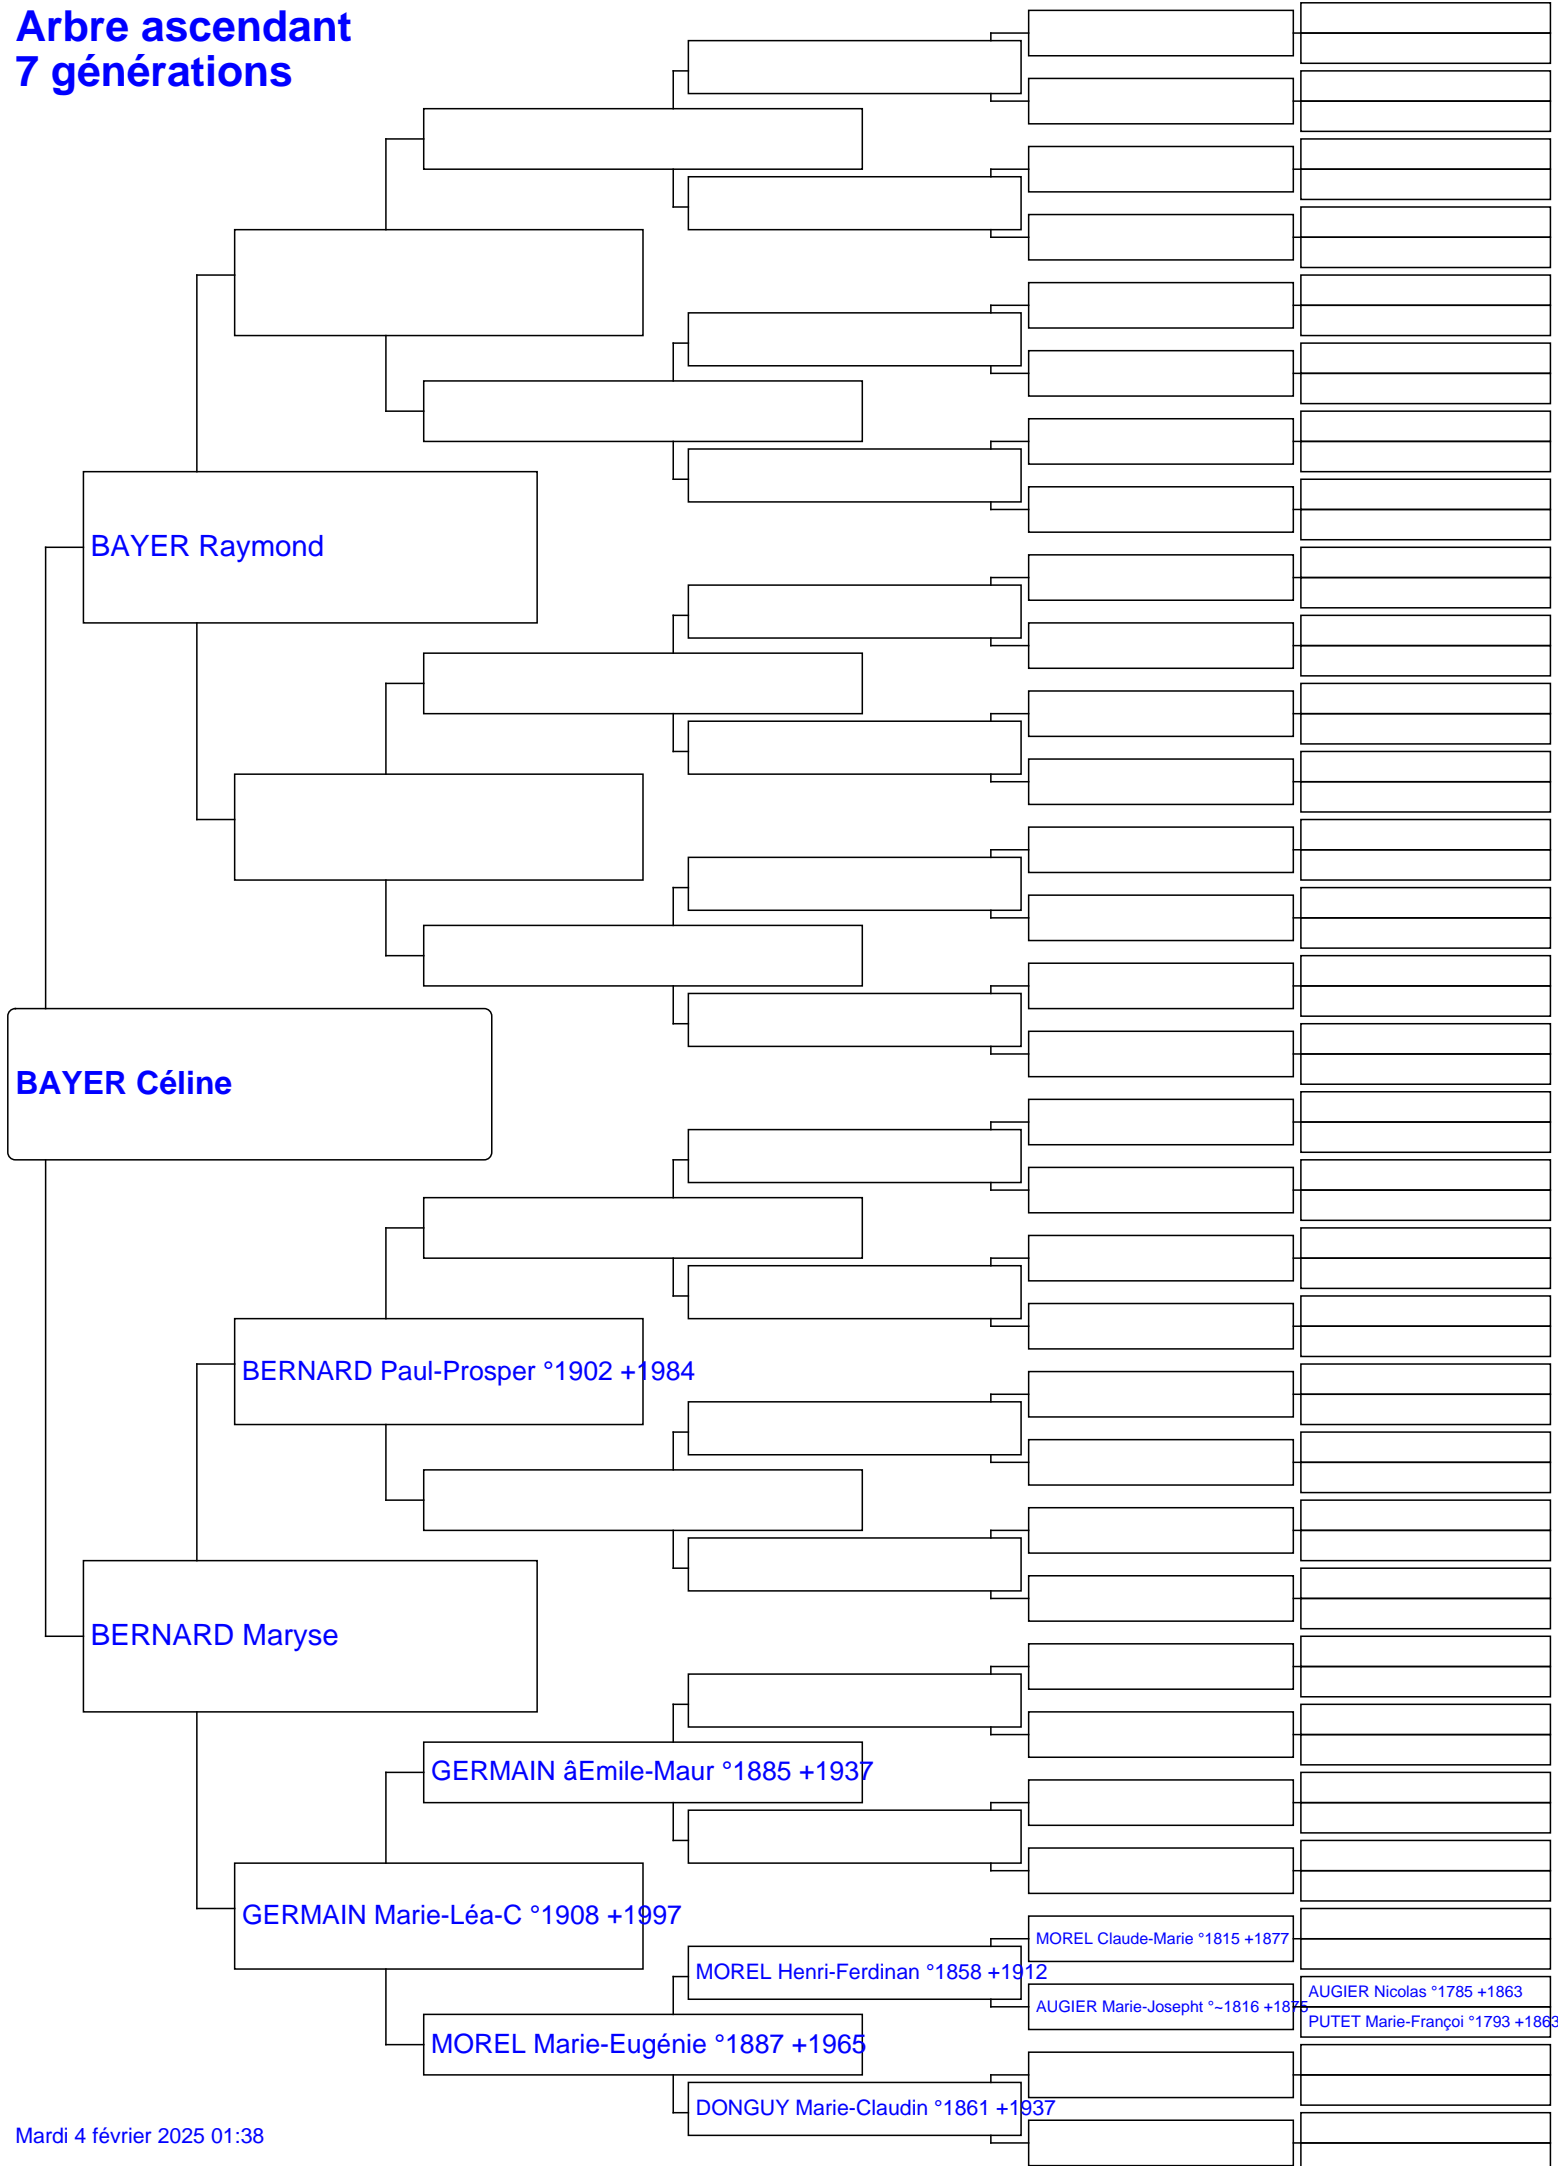 Arbre ascendant
7 générations
BAYER Raymond
BAYER Céline
BERNARD Paul-Prosper °1902 +1984
BERNARD Maryse
GERMAIN âEmile-Maur °1885 +1937
GERMAIN Marie-Léa-C °1908 +1997
MOREL Claude-Marie °1815 +1877
MOREL Henri-Ferdinan °1858 +1912
AUGIER Marie-Josepht °~1816 +1875
AUGIER Nicolas °1785 +1863
PUTET Marie-Françoi °1793 +1863
MOREL Marie-Eugénie °1887 +1965
DONGUY Marie-Claudin °1861 +1937
Mardi 4 février 2025 01:38